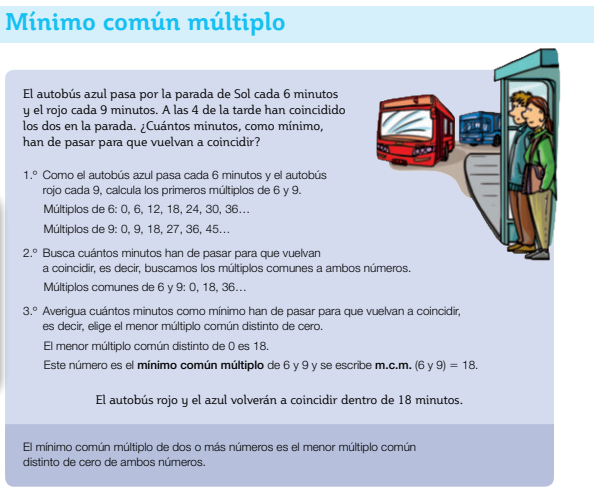 Mínimo común múltiplo
El autobús azul pasa por la parada de Sol cada 6 minutos
y el rojo cada 9 minutos. A las 4 de la tarde han coincidido
los dos en la parada. ¿Cuántos minutos, como mínimo,
han de pasar para que vuelvan a coincidir?
1.º Como el autobús azul pasa cada 6 minutos y el autobús
rojo cada 9, calcula los primeros múltiplos de 6 y 9.
Múltiplos de 6: 0, 6, 12, 18, 24, 30, 36…
Múltiplos de 9: 0, 9, 18, 27, 36, 45…
2.º Busca cuántos minutos han de pasar para que vuelvan
a coincidir, es decir, buscamos los múltiplos comunes a ambos números.
Múltiplos comunes de 6 y 9: 0, 18, 36…
3.º Averigua cuántos minutos como mínimo han de pasar para que vuelvan a coincidir,
es decir, elige el menor múltiplo común distinto de cero.
El menor múltiplo común distinto de 0 es 18.
Este número es el mínimo común múltiplo de 6 y 9 y se escribe m.c.m. (6 y 9) = 18.
El autobús rojo y el azul volverán a coincidir dentro de 18 minutos.
El mínimo común múltiplo de dos o más números es el menor múltiplo común
distinto de cero de ambos números.